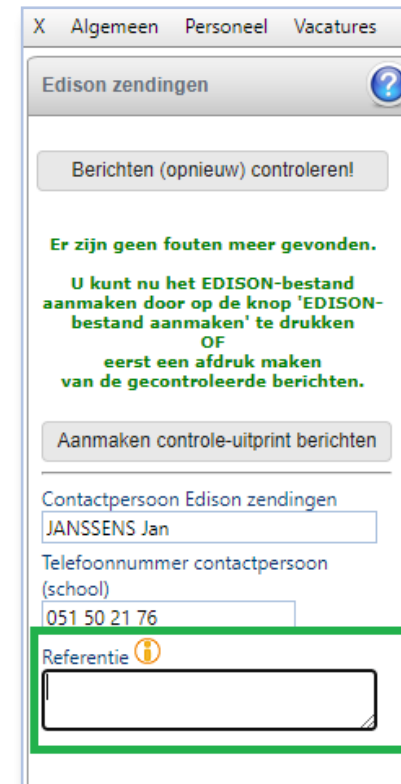 X Algemeen Personeel Vacatures
Edison zendingen ?
Berichten (opnieuw) controleren!
Er zijn geen fouten meer gevonden.
U kunt nu het EDISON-bestand
aanmaken door op de knop 'EDISON-
bestand aanmaken' te drukken
OF
eerst een afdruk maken
van de gecontroleerde berichten.
Aanmaken controle-uitprint berichten
Contactpersoon Edison zendingen
JANSSENS Jan
Telefoonnummer contactpersoon
(school)
051 50 21 76
Referentie i